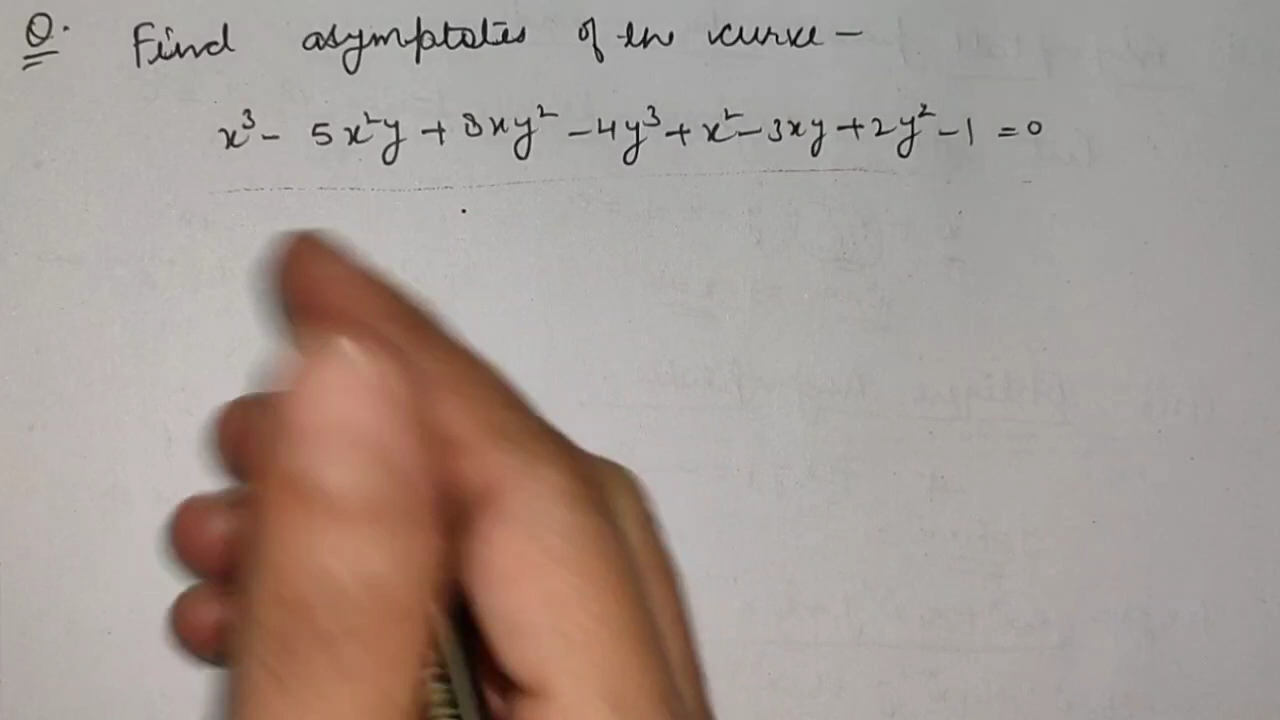 Q. Find asymptotes of the curve -
x³ - 5x²y + 8xy² - 4y³ + x² - 3xy + 2y² - 1 = 0